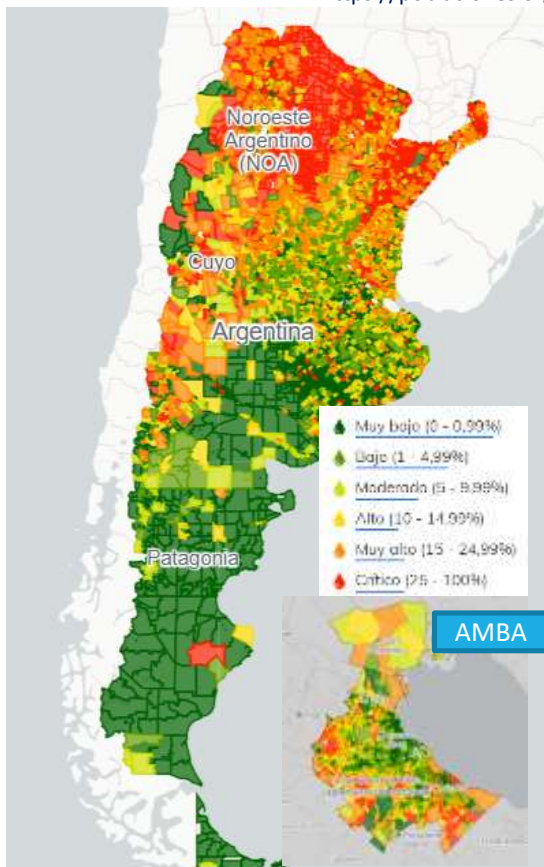 Noroeste
Argentino
(NOA)
Cuyo
Argentina
Muy bajo (0 - 0,99%)
Bajo (1 - 4,99%)
Moderado (5 - 9,99%)
Alto (10 - 14,99%)
Muy alto (15 - 24,99%)
Crítico (25 - 100%)
Patagonia
AMBA